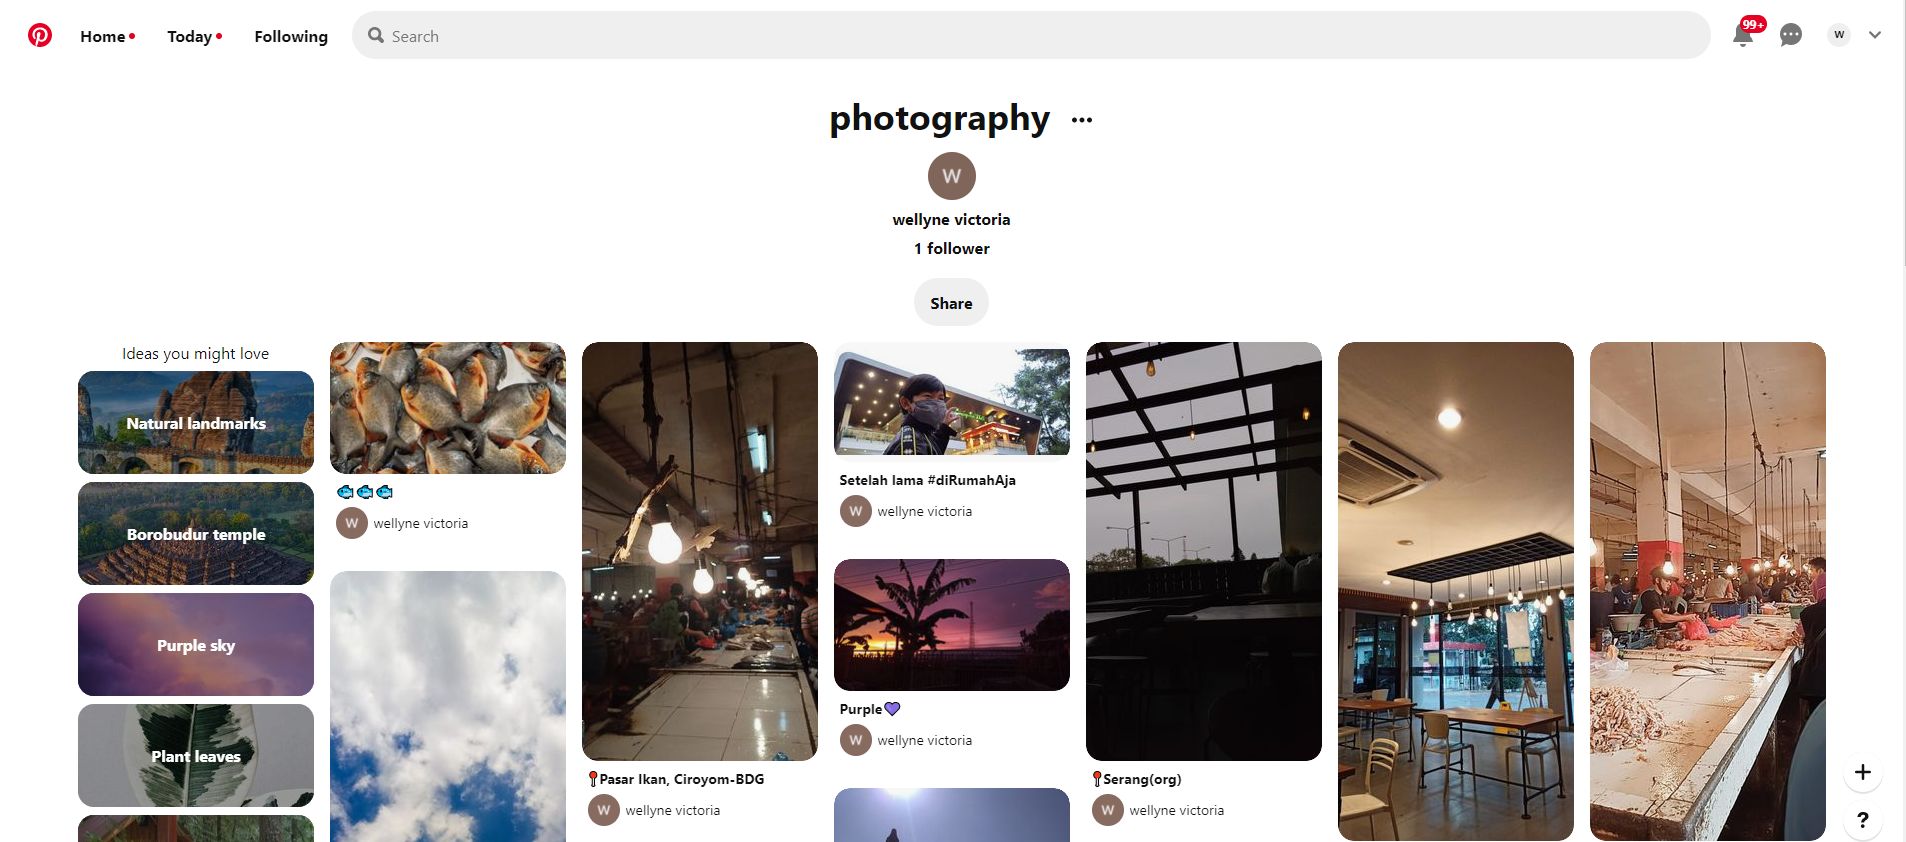 Home
Today
Following
Search
99+
W
photography
W
wellyne victoria
1 follower
Share
Ideas you might love
Natural landmarks
Borobudur temple
Purple sky
Plant leaves
🐟🐟🐟
W wellyne victoria
📍Pasar Ikan, Ciroyom-BDG
W wellyne victoria
Setelah lama #diRumahAja
W wellyne victoria
Purple💜
W wellyne victoria
📍Serang(org)
W wellyne victoria
+
?